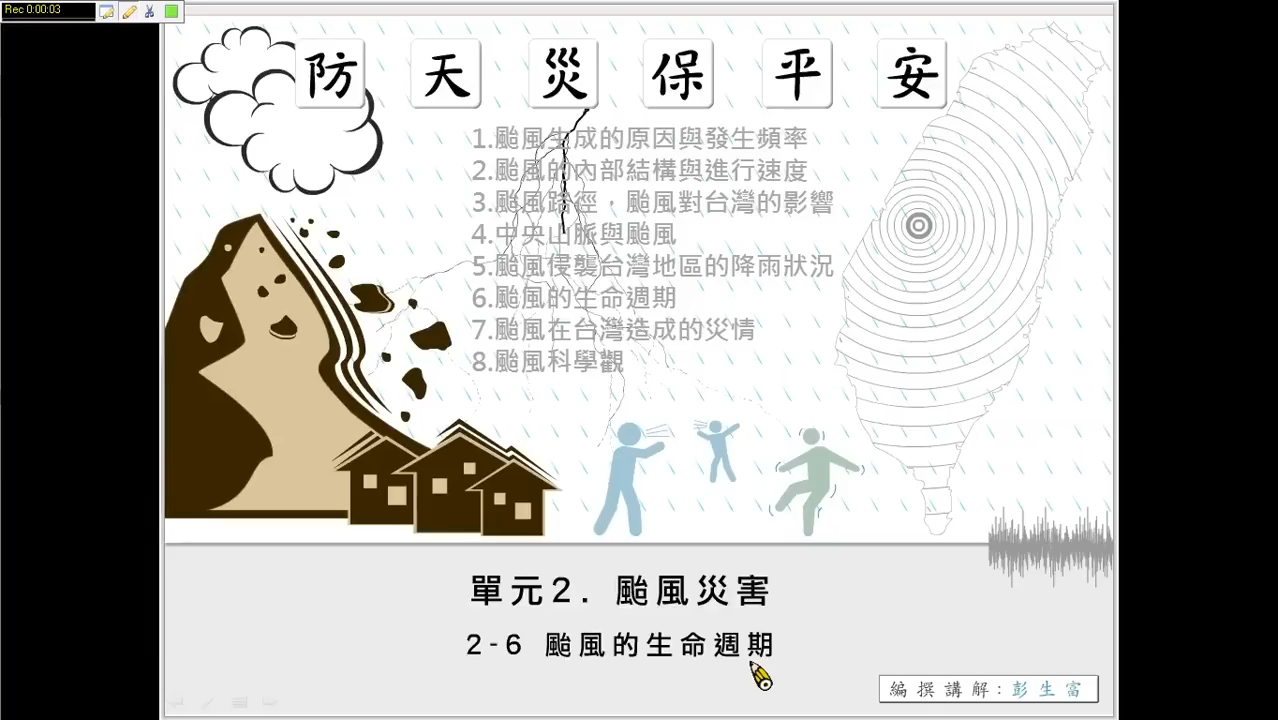 Rec 0:00:03
防天災保平安
1.颱風生成的原因與發生頻率
2.颱風的內部結構與進行速度
3.颱風路徑，颱風對台灣的影響
4.中央山脈與颱風
5.颱風侵襲台灣地區的降雨狀況
6.颱風的生命週期
7.颱風在台灣造成的災情
8.颱風科學觀
單元2. 颱風災害
2-6 颱風的生命週期
編撰講解:彭生富